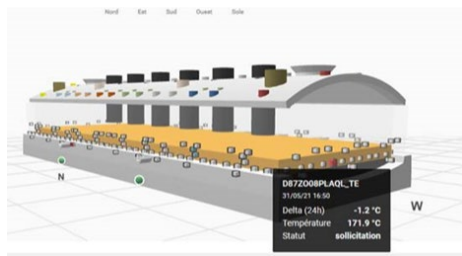 Nord Est Sud Ouest Sole
N
W
D87ZO08PLAQL_TE
31/05/21 16:50
Delta (24h) -1.2 °C
Température 171.9 °C
Statut sollicitation